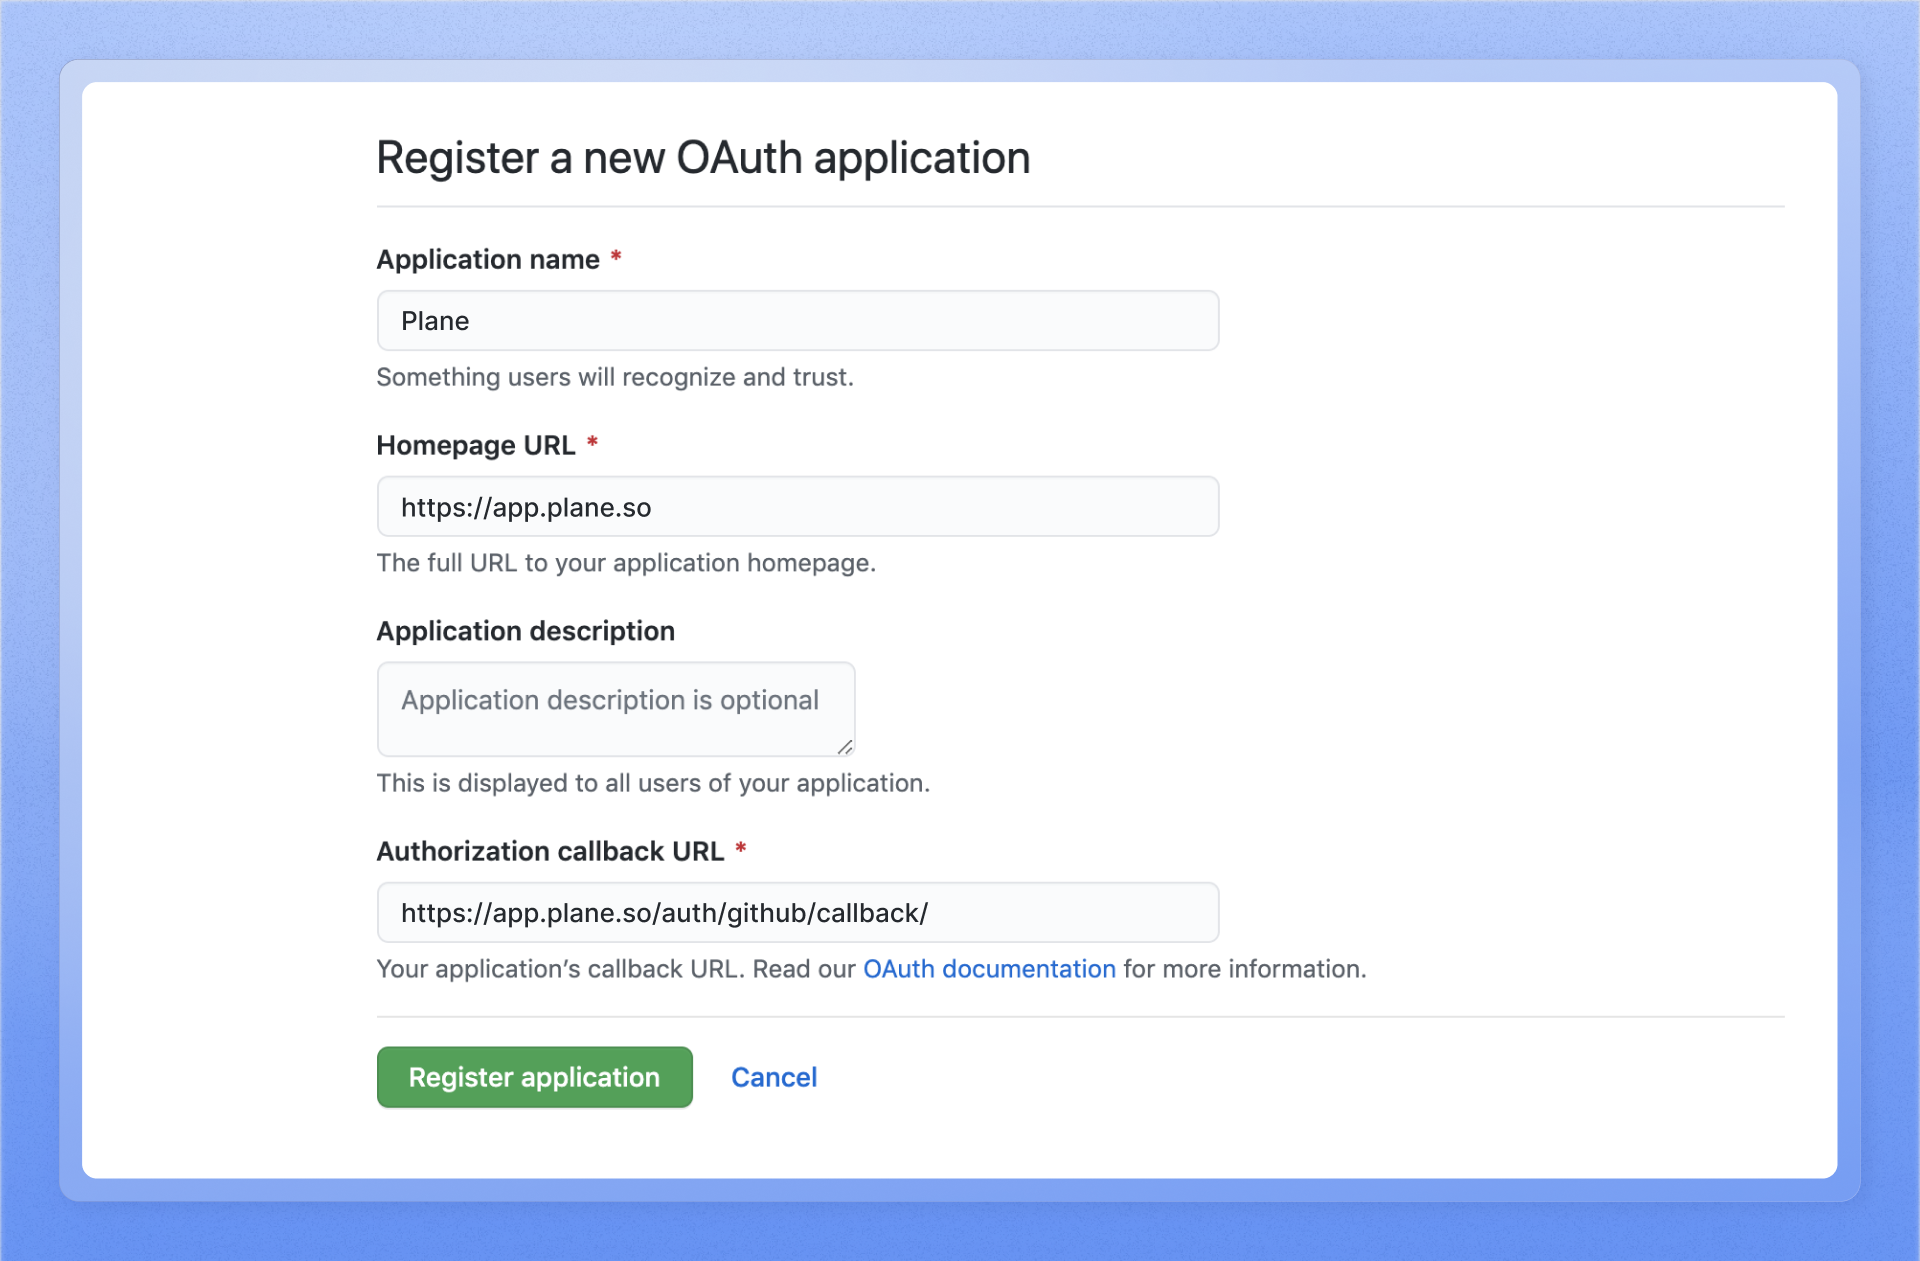 Register a new OAuth application
Application name *
Plane
Something users will recognize and trust.
Homepage URL *
https://app.plane.so
The full URL to your application homepage.
Application description
Application description is optional
This is displayed to all users of your application.
Authorization callback URL *
https://app.plane.so/auth/github/callback/
Your application’s callback URL. Read our OAuth documentation for more information.
Register application Cancel